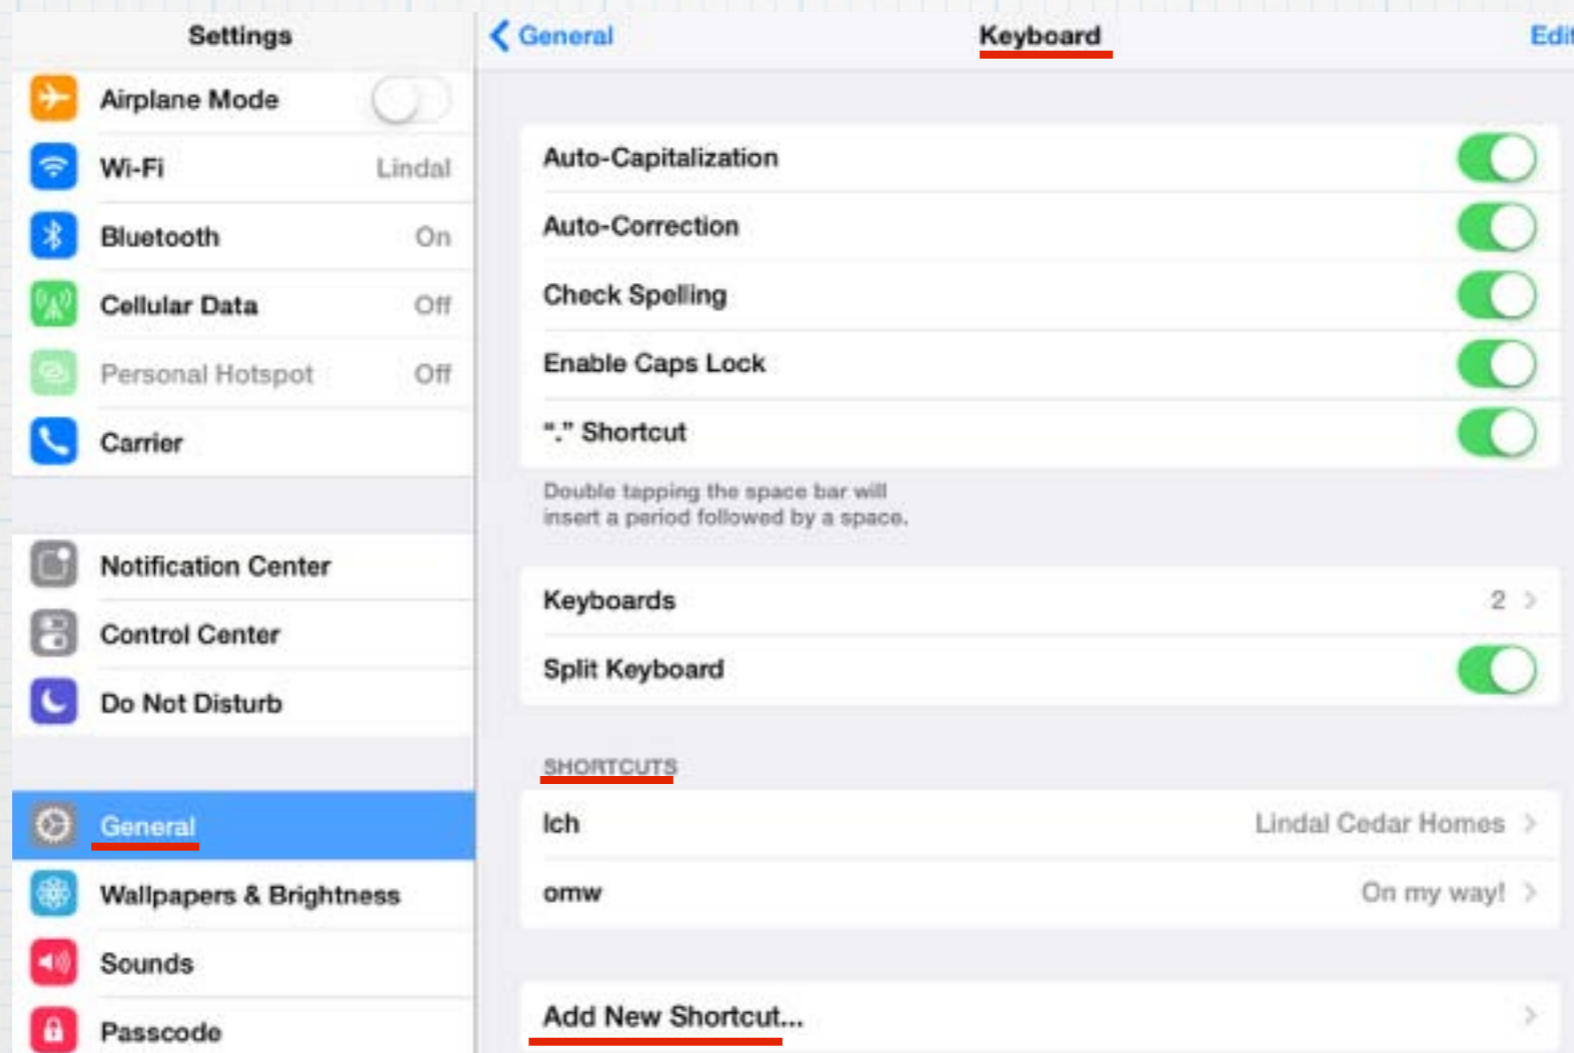 Settings
Airplane Mode
Wi-Fi Lindal
Bluetooth On
Cellular Data Off
Personal Hotspot Off
Carrier
Notification Center
Control Center
Do Not Disturb
General
Wallpapers & Brightness
Sounds
Passcode
General Keyboard Edit
Auto-Capitalization
Auto-Correction
Check Spelling
Enable Caps Lock
“.” Shortcut
Double tapping the space bar will
insert a period followed by a space.
Keyboards 2
Split Keyboard
SHORTCUTS
lch Lindal Cedar Homes
omw On my way!
Add New Shortcut...